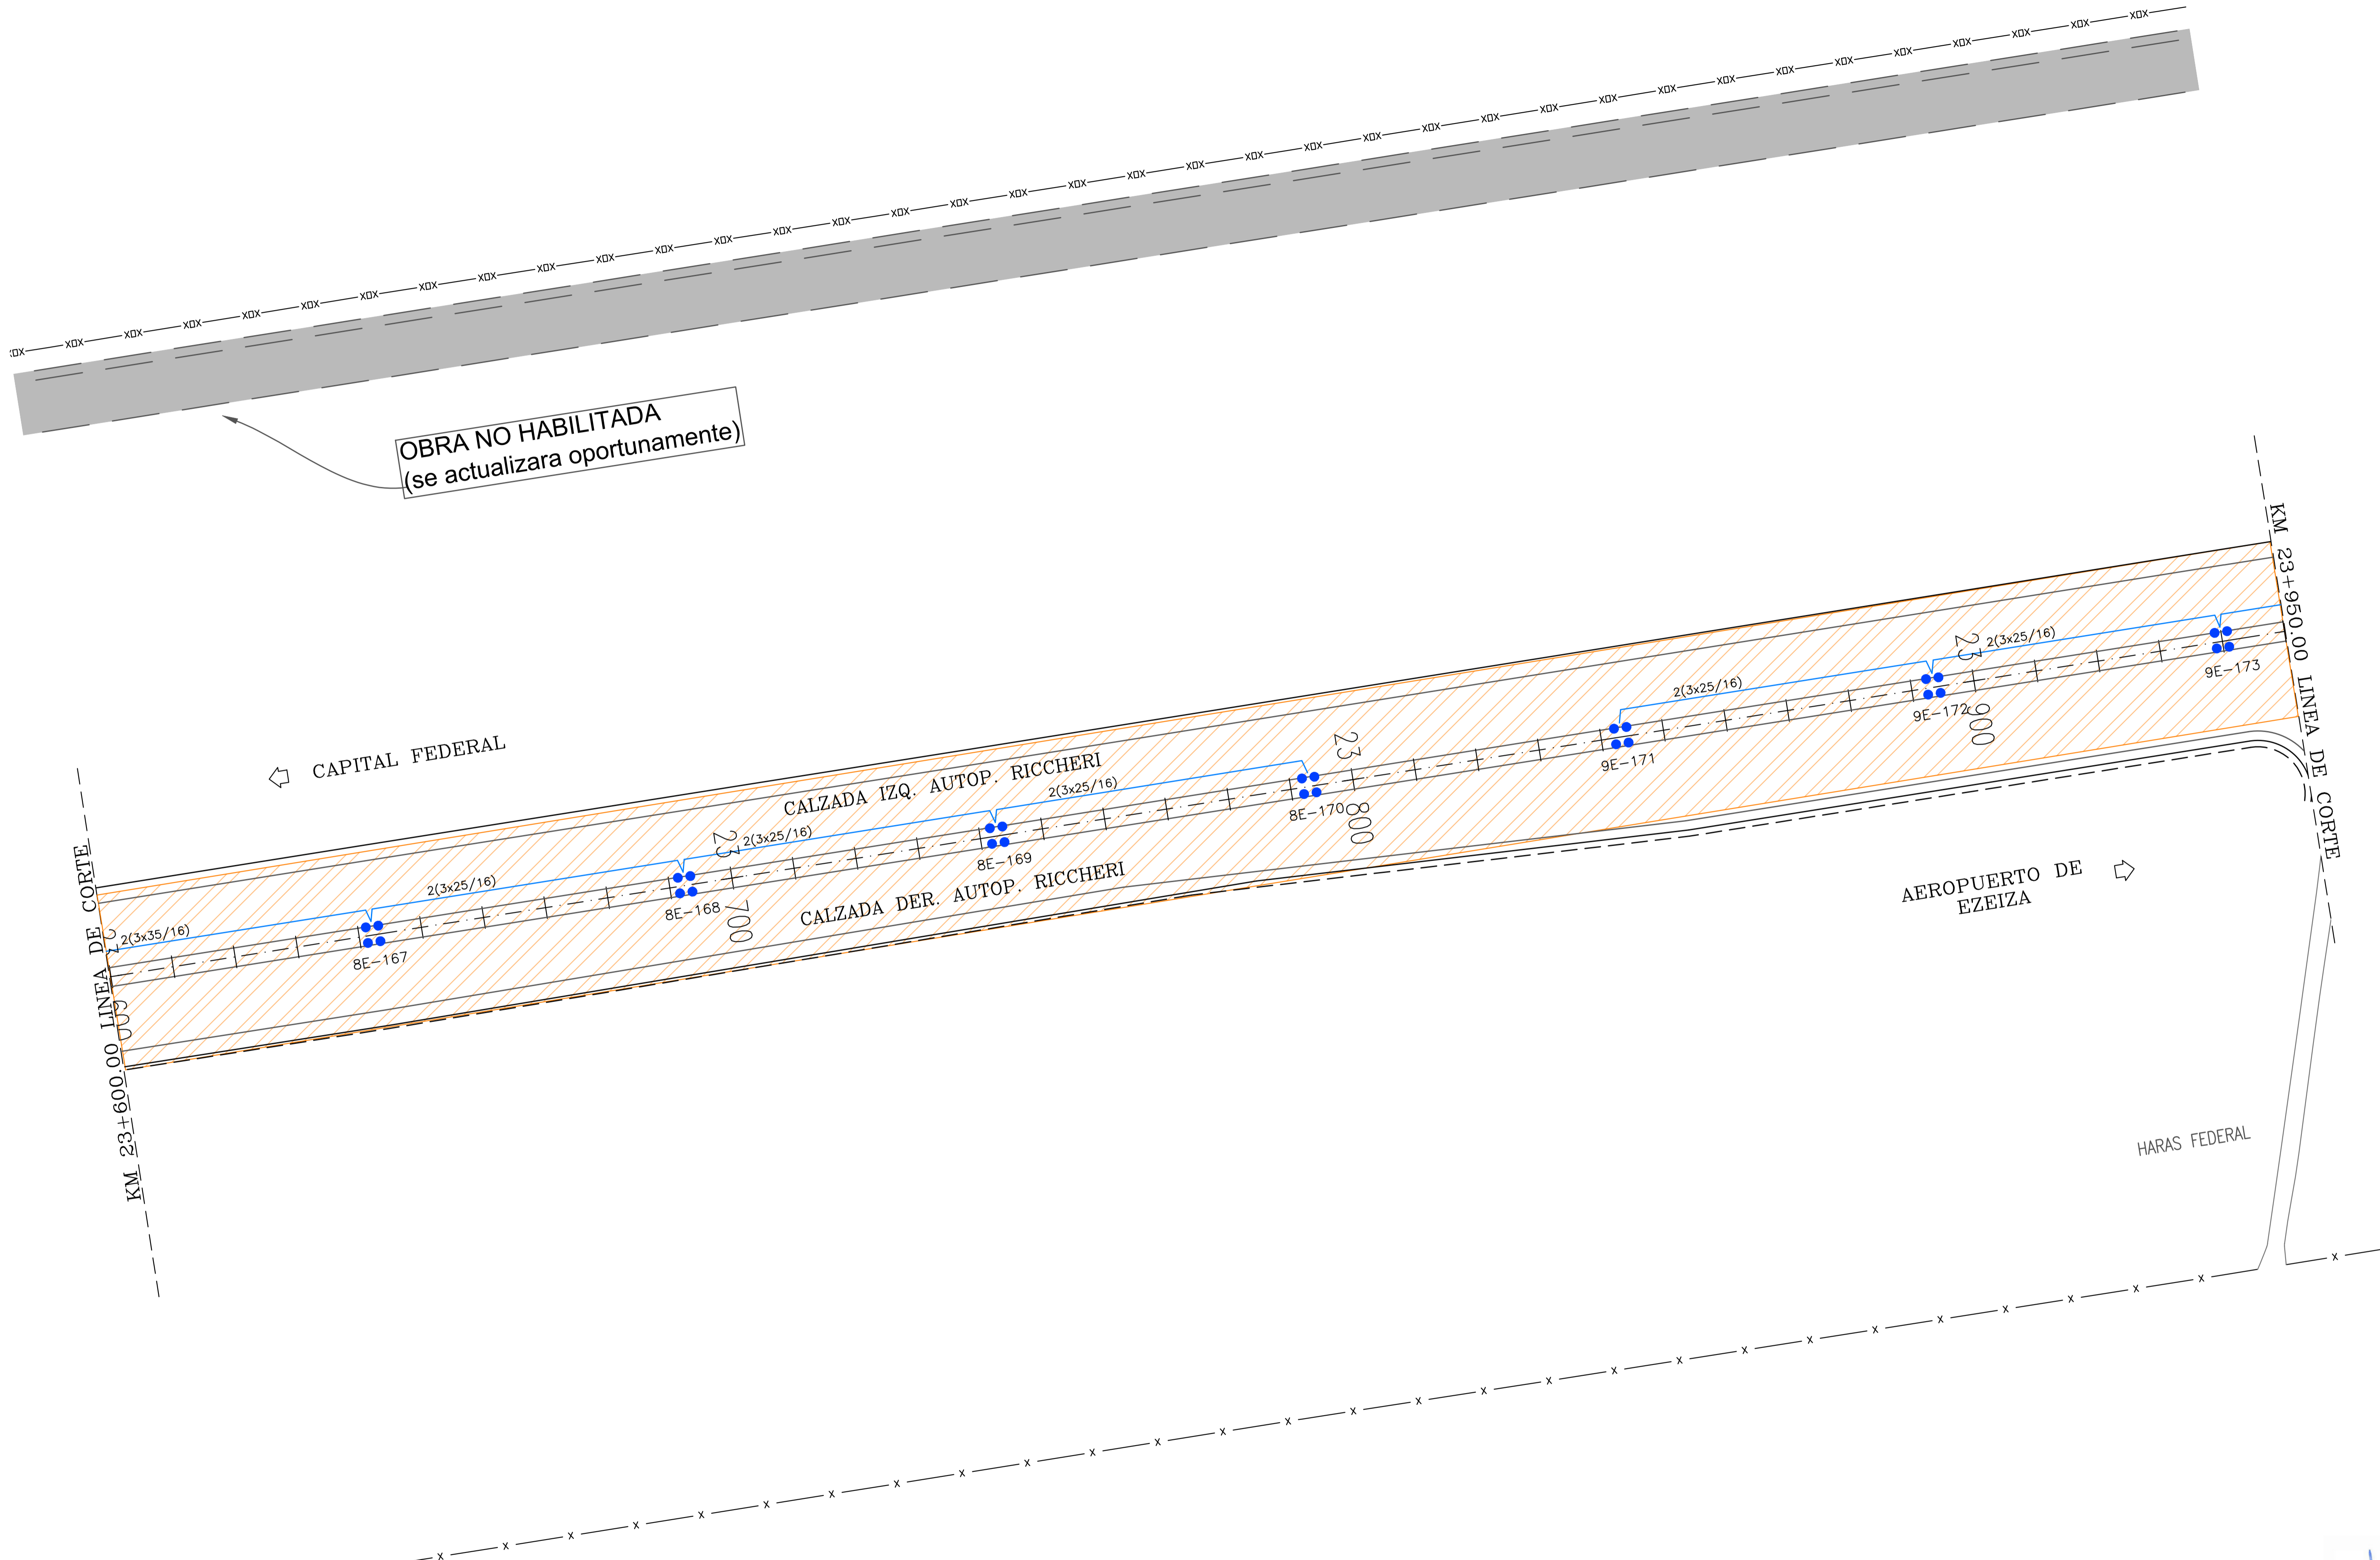 OBRA NO HABILITADA
(se actualizara oportunamente)
KM 23+950.00 LINEA DE CORTE
CAPITAL FEDERAL
CALZADA IZQ. AUTOP. RICCHERI
CALZADA DER. AUTOP. RICCHERI
KM 23+600.00 LINEA DE CORTE
23
600
2(3x35/16)
8E-167
2(3x25/16)
8E-168
23
700
2(3x25/16)
8E-169
2(3x25/16)
8E-170
23
800
9E-171
2(3x25/16)
9E-172
23
900
2(3x25/16)
9E-173
AEROPUERTO DE
EZEIZA
HARAS FEDERAL